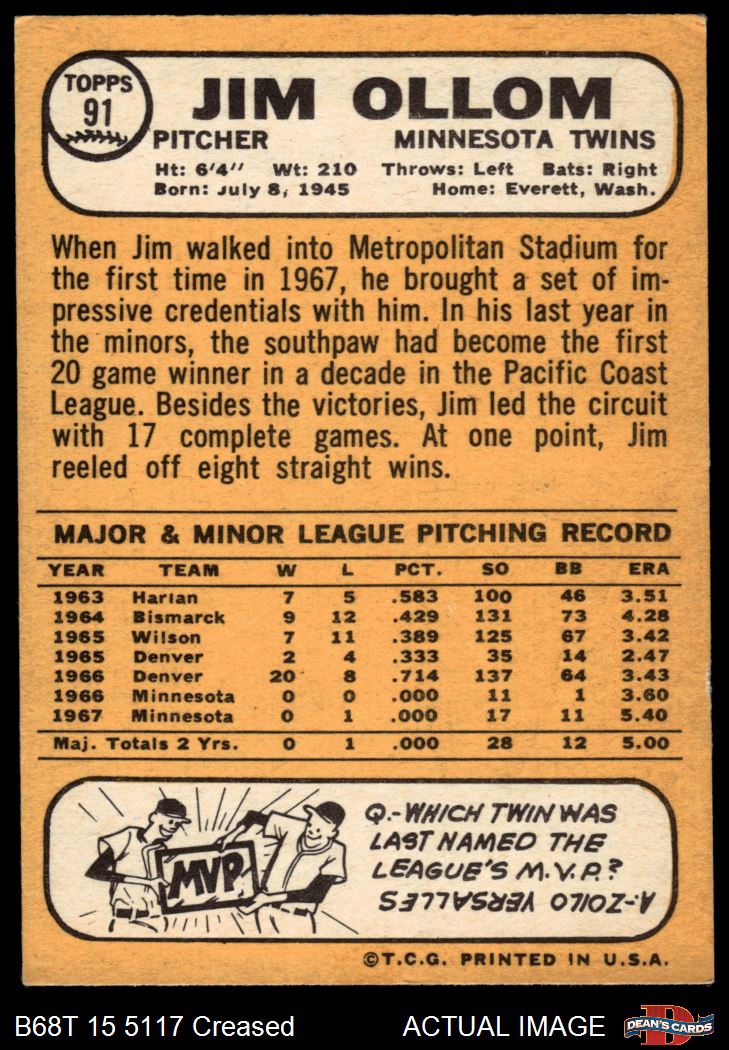 TOPPS
91
JIM OLLOM
PITCHER MINNESOTA TWINS
Ht: 6'4" Wt: 210 Throws: Left Bats: Right
Born: July 8, 1945 Home: Everett, Wash.
When Jim walked into Metropolitan Stadium for
the first time in 1967, he brought a set of im-
pressive credentials with him. In his last year in
the minors, the southpaw had become the first
20 game winner in a decade in the Pacific Coast
League. Besides the victories, Jim led the circuit
with 17 complete games. At one point, Jim
reeled off eight straight wins.
MAJOR & MINOR LEAGUE PITCHING RECORD
YEAR TEAM W L PCT. SO BB ERA
1963 Harlan 7 5 .583 100 46 3.51
1964 Bismarck 9 12 .429 131 73 4.28
1965 Wilson 7 11 .389 125 67 3.42
1965 Denver 2 4 .333 35 14 2.47
1966 Denver 20 8 .714 137 64 3.43
1966 Minnesota 0 0 .000 11 1 3.60
1967 Minnesota 0 1 .000 17 11 5.40
Maj. Totals 2 Yrs. 0 1 .000 28 12 5.00
MVP
Q.-WHICH TWIN WAS
LAST NAMED THE
LEAGUE'S M.V.P.?
A-ZOILO VERSALLES
©T.C.G. PRINTED IN U.S.A.
B68T 15 5117 Creased ACTUAL IMAGE
D
DEAN'S CARDS